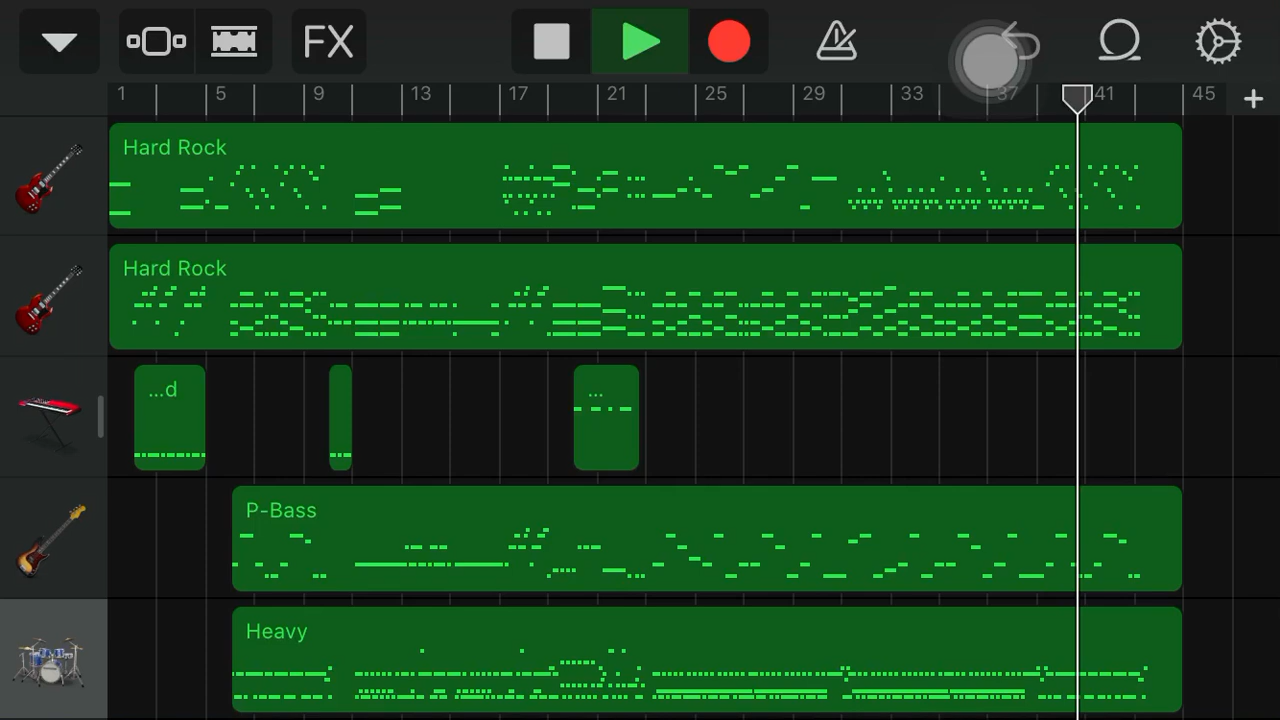 FX
1 5 9 13 17 21 25 29 33 37 41 45 +
Hard Rock
Hard Rock
...d
...
P-Bass
Heavy